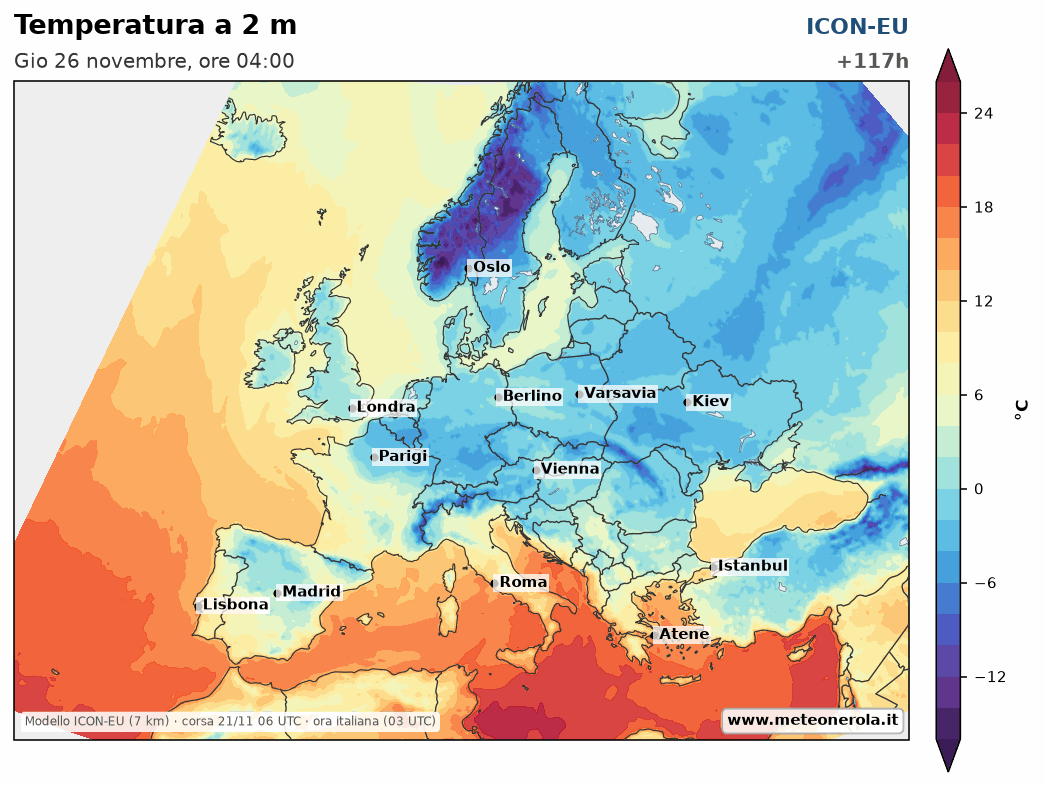 Temperatura a 2 m
ICON-EU
Gio 26 novembre, ore 04:00
+117h
24
18
12
6
0
−6
−12
°C
Oslo
Berlino
Varsavia
Kiev
Londra
Parigi
Vienna
Istanbul
Roma
Madrid
Lisbona
Atene
Modello ICON-EU (7 km) · corsa 21/11 06 UTC · ora italiana (03 UTC)
www.meteonerola.it